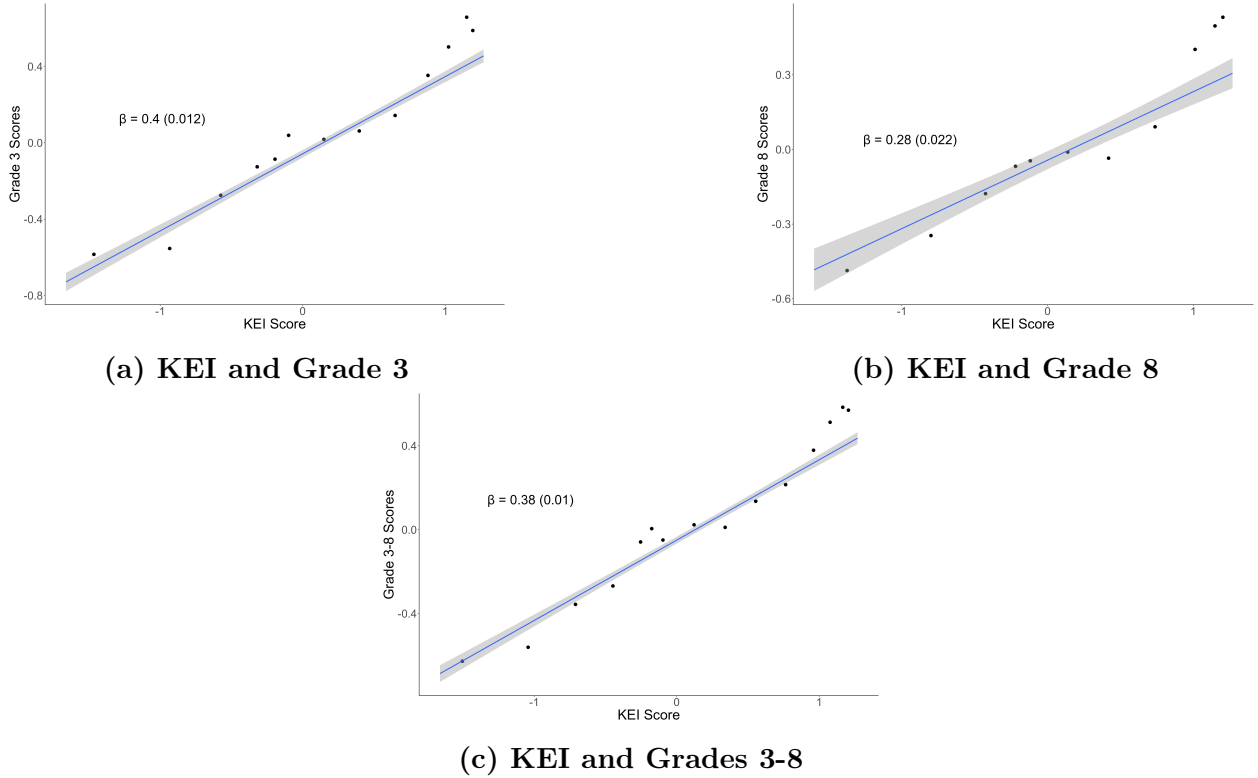 Grade 3 Scores
0.4
0.0
-0.4
-0.8
β = 0.4 (0.012)
-1
0
1
KEI Score
(a) KEI and Grade 3
Grade 8 Scores
0.3
0.0
-0.3
-0.6
β = 0.28 (0.022)
-1
0
1
KEI Score
(b) KEI and Grade 8
Grade 3-8 Scores
0.4
0.0
-0.4
β = 0.38 (0.01)
-1
0
1
KEI Score
(c) KEI and Grades 3-8